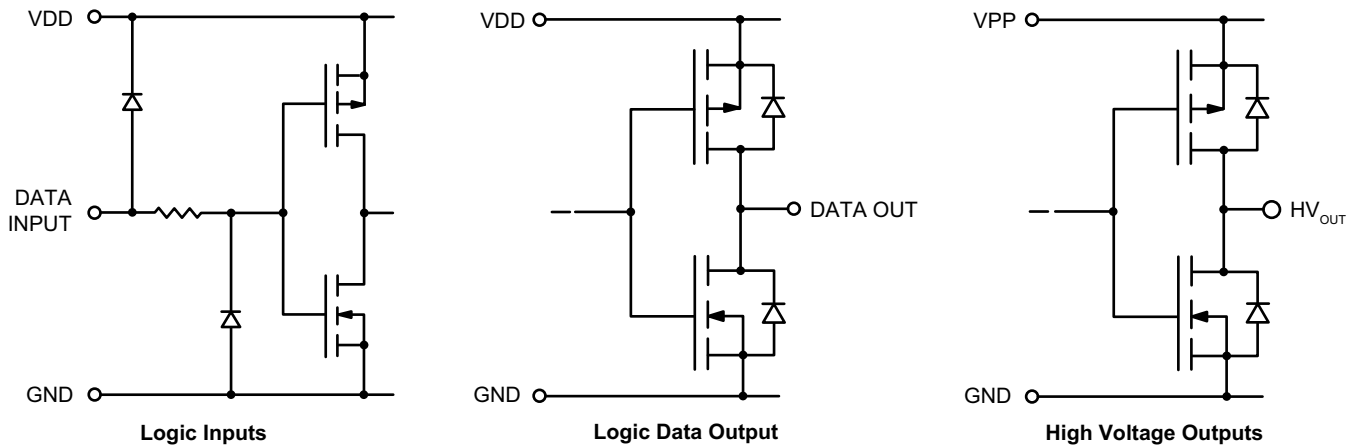 VDD
DATA
INPUT
GND
Logic Inputs
VDD
DATA OUT
GND
Logic Data Output
VPP
HVOUT
GND
High Voltage Outputs